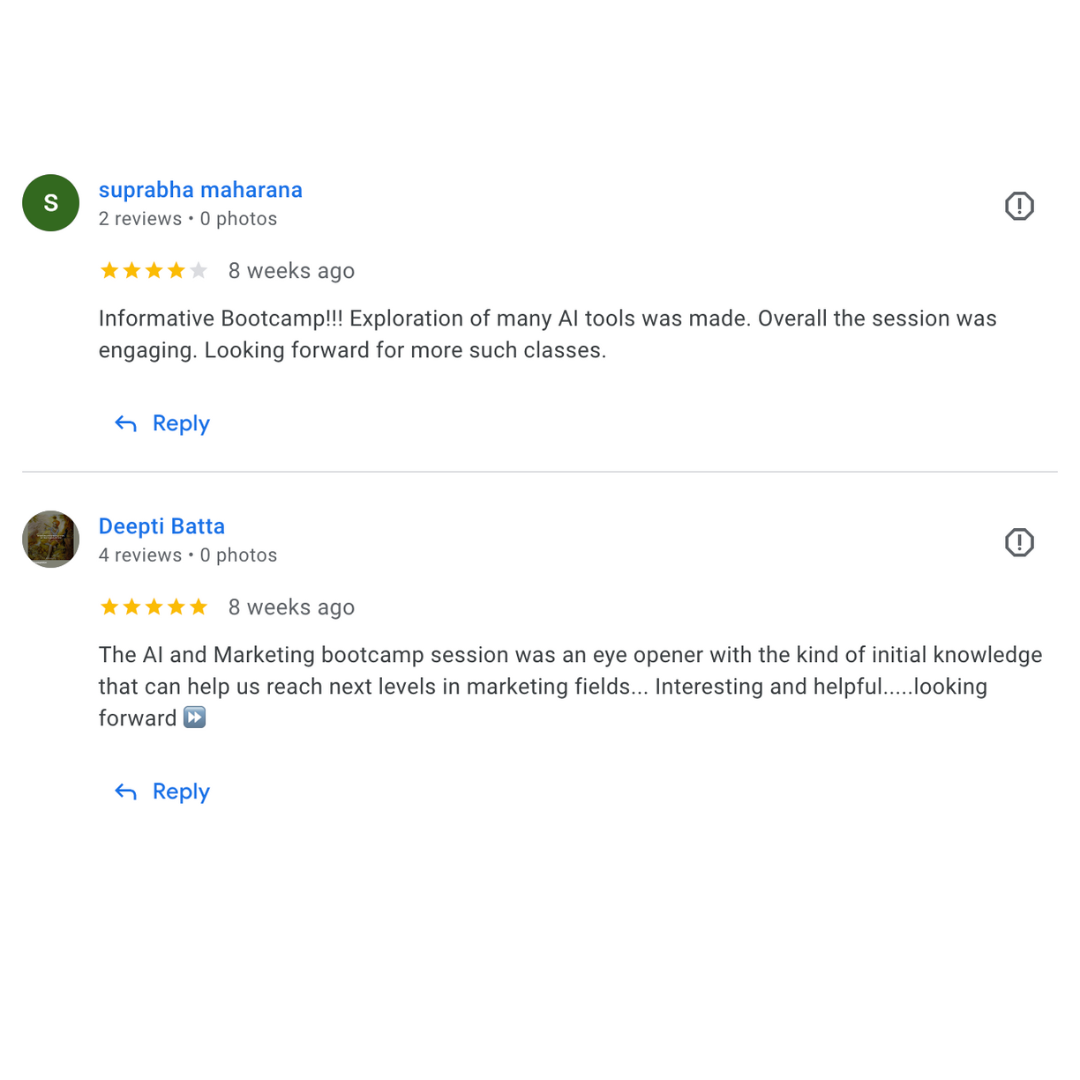 S
suprabha maharana
2 reviews • 0 photos
8 weeks ago
Informative Bootcamp!!! Exploration of many AI tools was made. Overall the session was
engaging. Looking forward for more such classes.
Reply
Deepti Batta
4 reviews • 0 photos
8 weeks ago
The AI and Marketing bootcamp session was an eye opener with the kind of initial knowledge
that can help us reach next levels in marketing fields... Interesting and helpful.....looking
forward ⏩
Reply